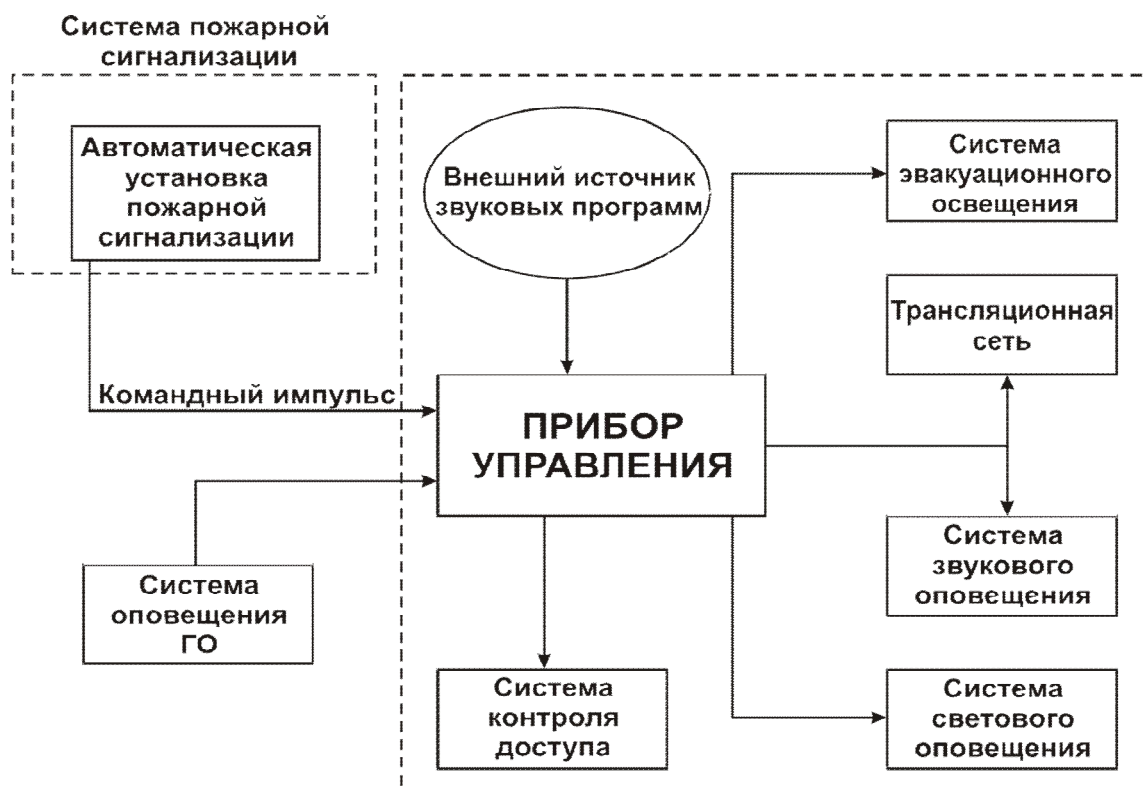 Система пожарной
сигнализации
Автоматическая
установка
пожарной
сигнализации
Внешний источник
звуковых программ
Система
эвакуационного
освещения
Трансляционная
сеть
Командный импульс
ПРИБОР
УПРАВЛЕНИЯ
Система
оповещения
ГО
Система
звукового
оповещения
Система
контроля
доступа
Система
светового
оповещения